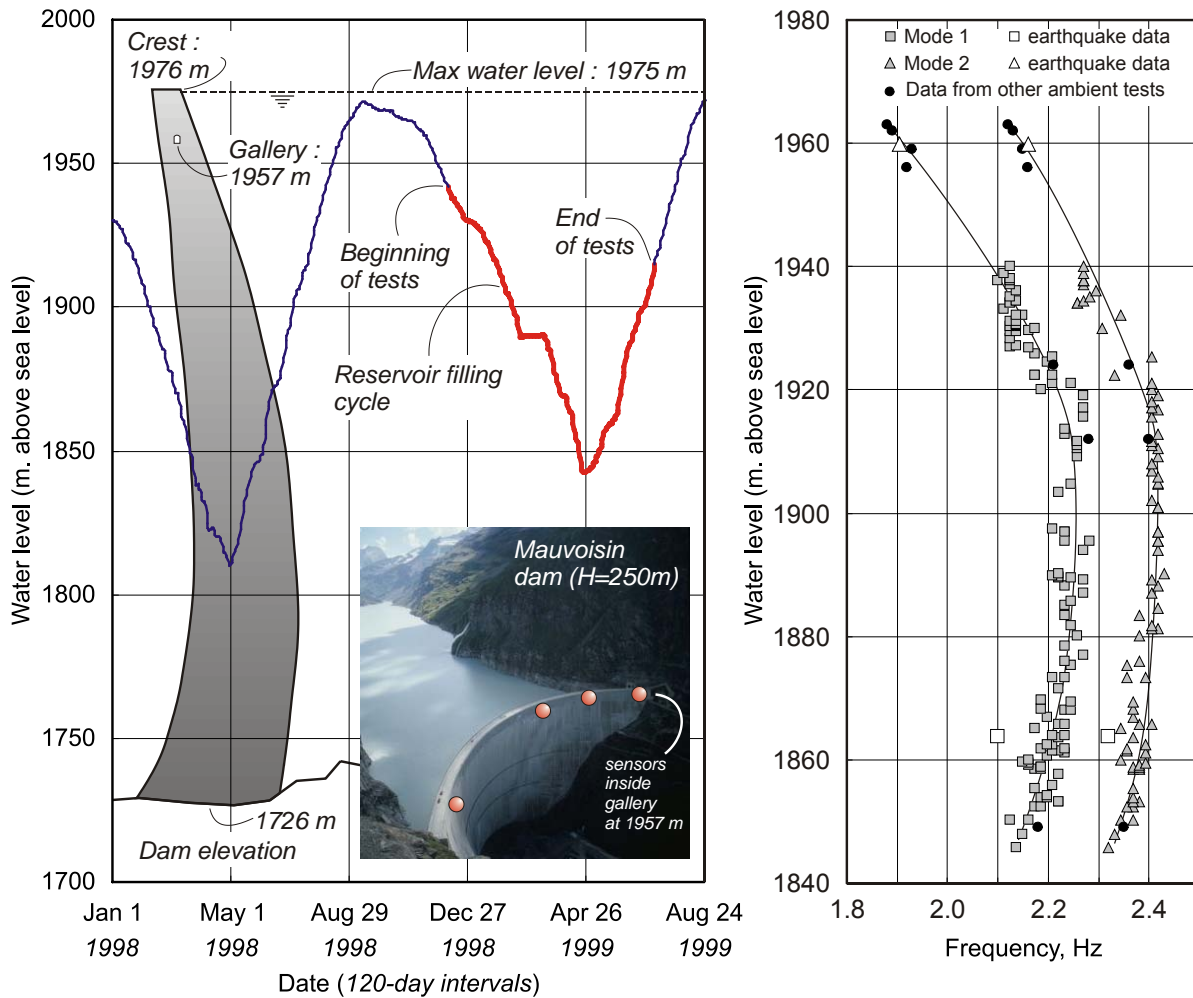 2000
1950
1900
1850
1800
1750
1700
Water level (m. above sea level)
Crest :
1976 m
Max water level : 1975 m
Gallery :
1957 m
Beginning
of tests
End
of tests
Reservoir filling
cycle
Mauvoisin
dam (H=250m)
sensors
inside
gallery
at 1957 m
1726 m
Dam elevation
Jan 1
1998
May 1
1998
Aug 29
1998
Dec 27
1998
Apr 26
1999
Aug 24
1999
Date (120-day intervals)
1980
1960
1940
1920
1900
1880
1860
1840
Water level (m. above sea level)
Mode 1
earthquake data
Mode 2
earthquake data
Data from other ambient tests
1.8
2.0
2.2
2.4
Frequency, Hz